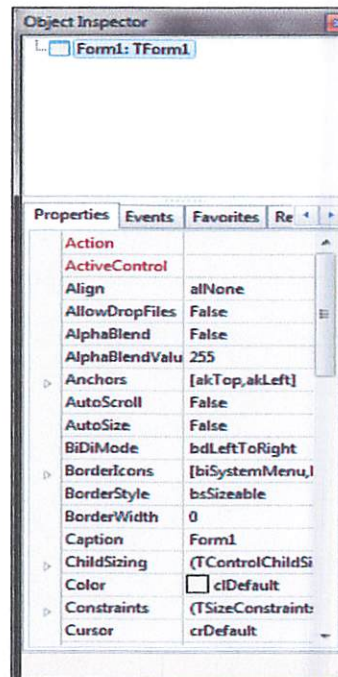 Object Inspector
Form1: TForm1
Properties Events Favorites Re
Action
ActiveControl
Align alNone
AllowDropFiles False
AlphaBlend False
AlphaBlendValu 255
Anchors [akTop,akLeft]
AutoScroll False
AutoSize False
BiDiMode bdLeftToRight
BorderIcons [biSystemMenu,
BorderStyle bsSizeable
BorderWidth 0
Caption Form1
ChildSizing (TControlChildSi
Color clDefault
Constraints (TSizeConstraints
Cursor crDefault